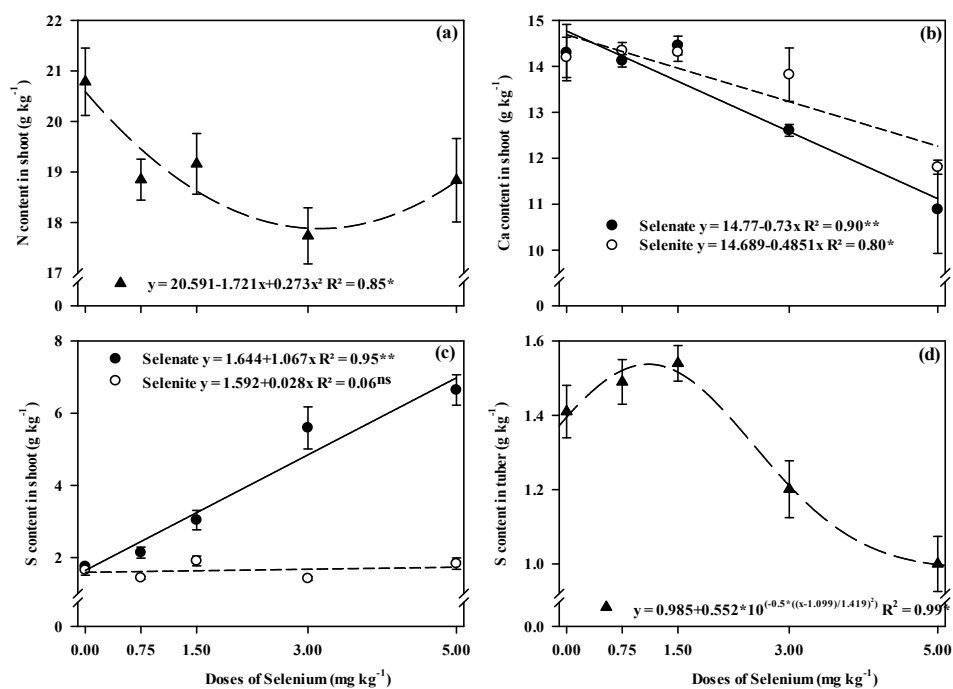 (a)
22
21
20
19
18
17
0
N content in shoot (g kg⁻¹)
y = 20.591-1.721x+0.273x² R² = 0.85*
(b)
15
14
13
12
11
10
0
Ca content in shoot (g kg⁻¹)
Selenate y = 14.77-0.73x R² = 0.90**
Selenite y = 14.689-0.4851x R² = 0.80*
(c)
8
6
4
2
0
S content in shoot (g kg⁻¹)
Selenate y = 1.644+1.067x R² = 0.95**
Selenite y = 1.592+0.028x R² = 0.06ⁿˢ
0.00 0.75 1.50 3.00 5.00
Doses of Selenium (mg kg⁻¹)
(d)
1.6
1.4
1.2
1.0
0.0
S content in tuber (g kg⁻¹)
y = 0.985+0.552*10^(-0.5*((x-1.099)/1.419)²) R² = 0.99*
0.00 0.75 1.50 3.00 5.00
Doses of Selenium (mg kg⁻¹)